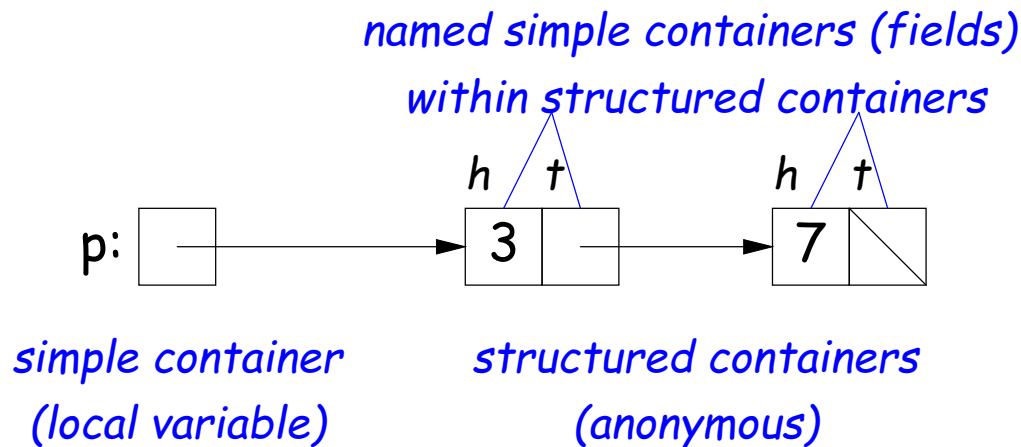 named simple containers (fields)
within structured containers
h t h t
p: 3 7
simple container structured containers
(local variable) (anonymous)